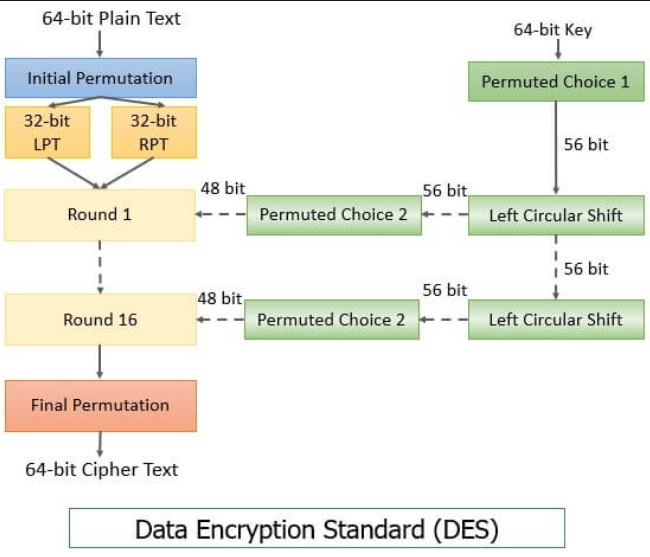 64-bit Plain Text
64-bit Key
Initial Permutation
Permuted Choice 1
32-bit
LPT
32-bit
RPT
56 bit
48 bit
56 bit
Round 1
Permuted Choice 2
Left Circular Shift
56 bit
48 bit
56 bit
Round 16
Permuted Choice 2
Left Circular Shift
Final Permutation
64-bit Cipher Text
Data Encryption Standard (DES)